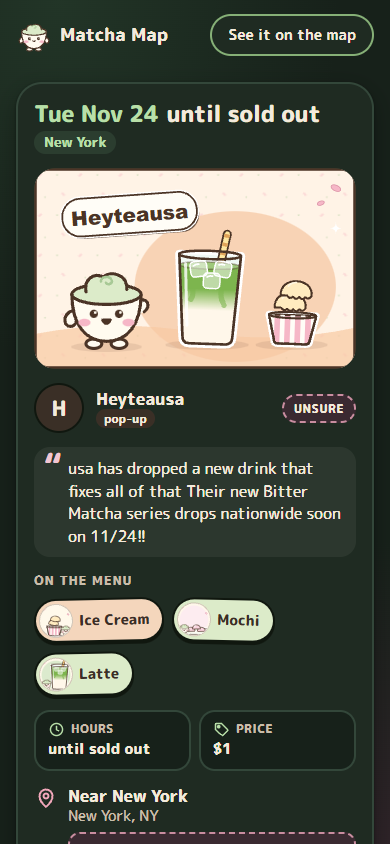 Matcha Map
See it on the map
Tue Nov 24 until sold out
New York
Heyteausa
H
Heyteausa
pop-up
UNSURE
“ usa has dropped a new drink that
fixes all of that Their new Bitter
Matcha series drops nationwide soon
on 11/24!!
ON THE MENU
Ice Cream
Mochi
Latte
HOURS
until sold out
PRICE
$1
Near New York
New York, NY